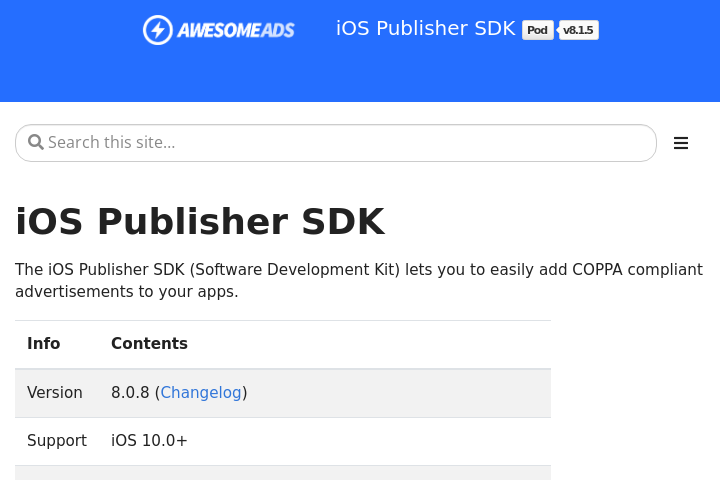 AWESOMEADS
iOS Publisher SDK Pod v8.1.5
Search this site...
iOS Publisher SDK
The iOS Publisher SDK (Software Development Kit) lets you to easily add COPPA compliant
advertisements to your apps.
Info Contents
Version 8.0.8 (Changelog)
Support iOS 10.0+